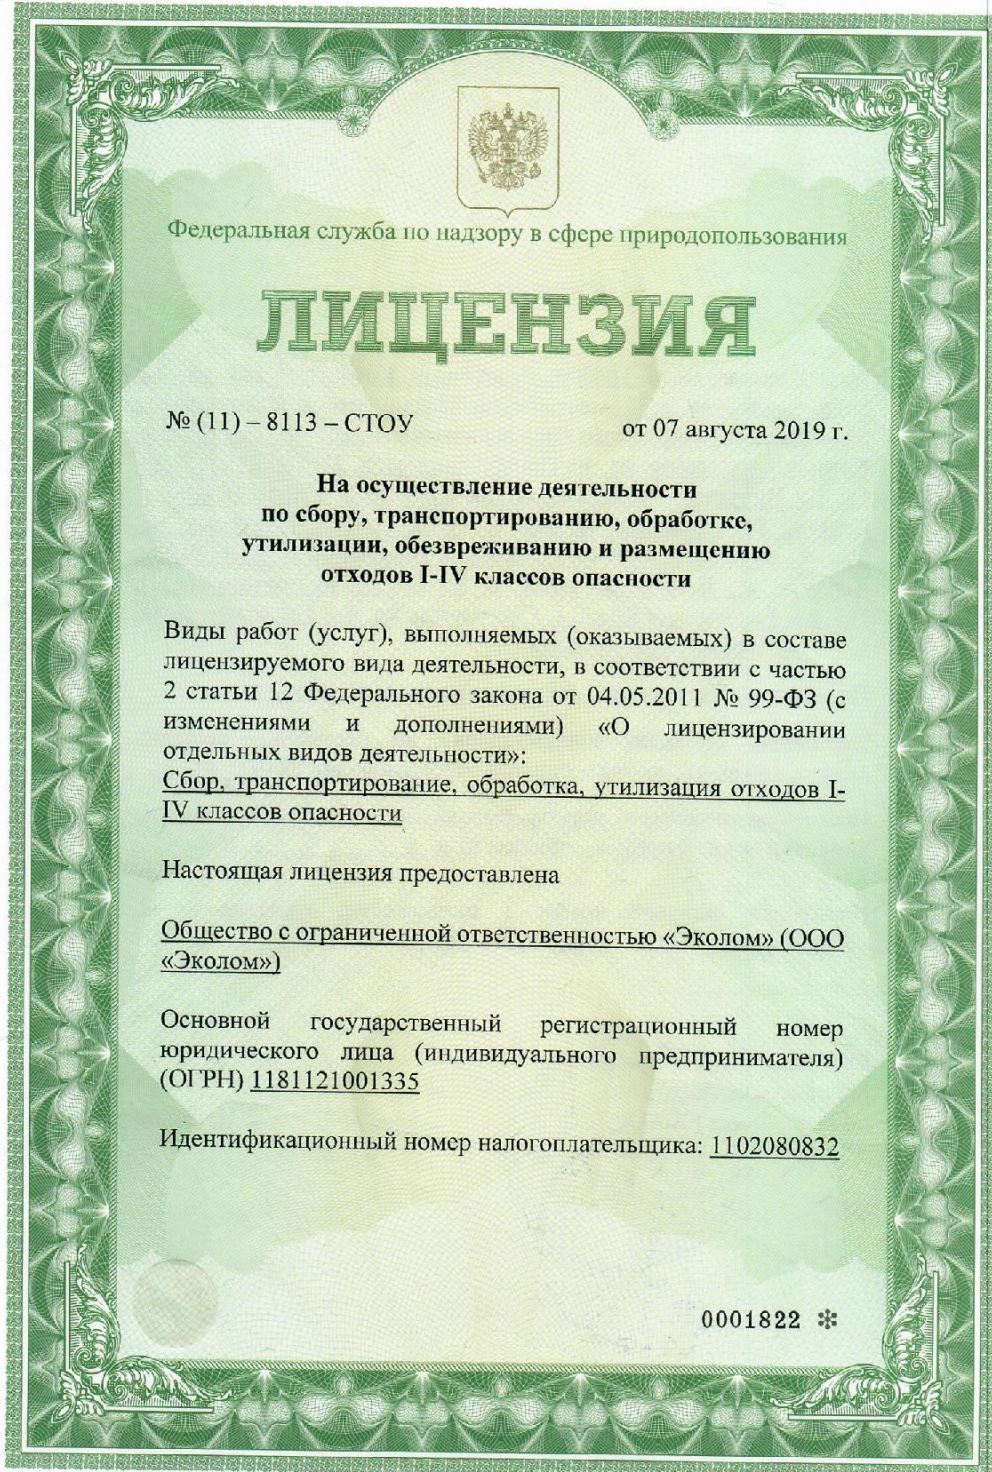 Федеральная служба по надзору в сфере природопользования
ЛИЦЕНЗИЯ
№ (11) – 8113 – СТОУ
от 07 августа 2019 г.
На осуществление деятельности
по сбору, транспортированию, обработке,
утилизации, обезвреживанию и размещению
отходов I-IV классов опасности
Виды работ (услуг), выполняемых (оказываемых) в составе
лицензируемого вида деятельности, в соответствии с частью
2 статьи 12 Федерального закона от 04.05.2011 № 99-ФЗ (с
изменениями и дополнениями) «О лицензировании
отдельных видов деятельности»:
Сбор, транспортирование, обработка, утилизация отходов I-
IV классов опасности
Настоящая лицензия предоставлена
Общество с ограниченной ответственностью «Эколом» (ООО
«Эколом»)
Основной государственный регистрационный номер
юридического лица (индивидуального предпринимателя)
(ОГРН) 1181121001335
Идентификационный номер налогоплательщика: 1102080832
0001822 ✻